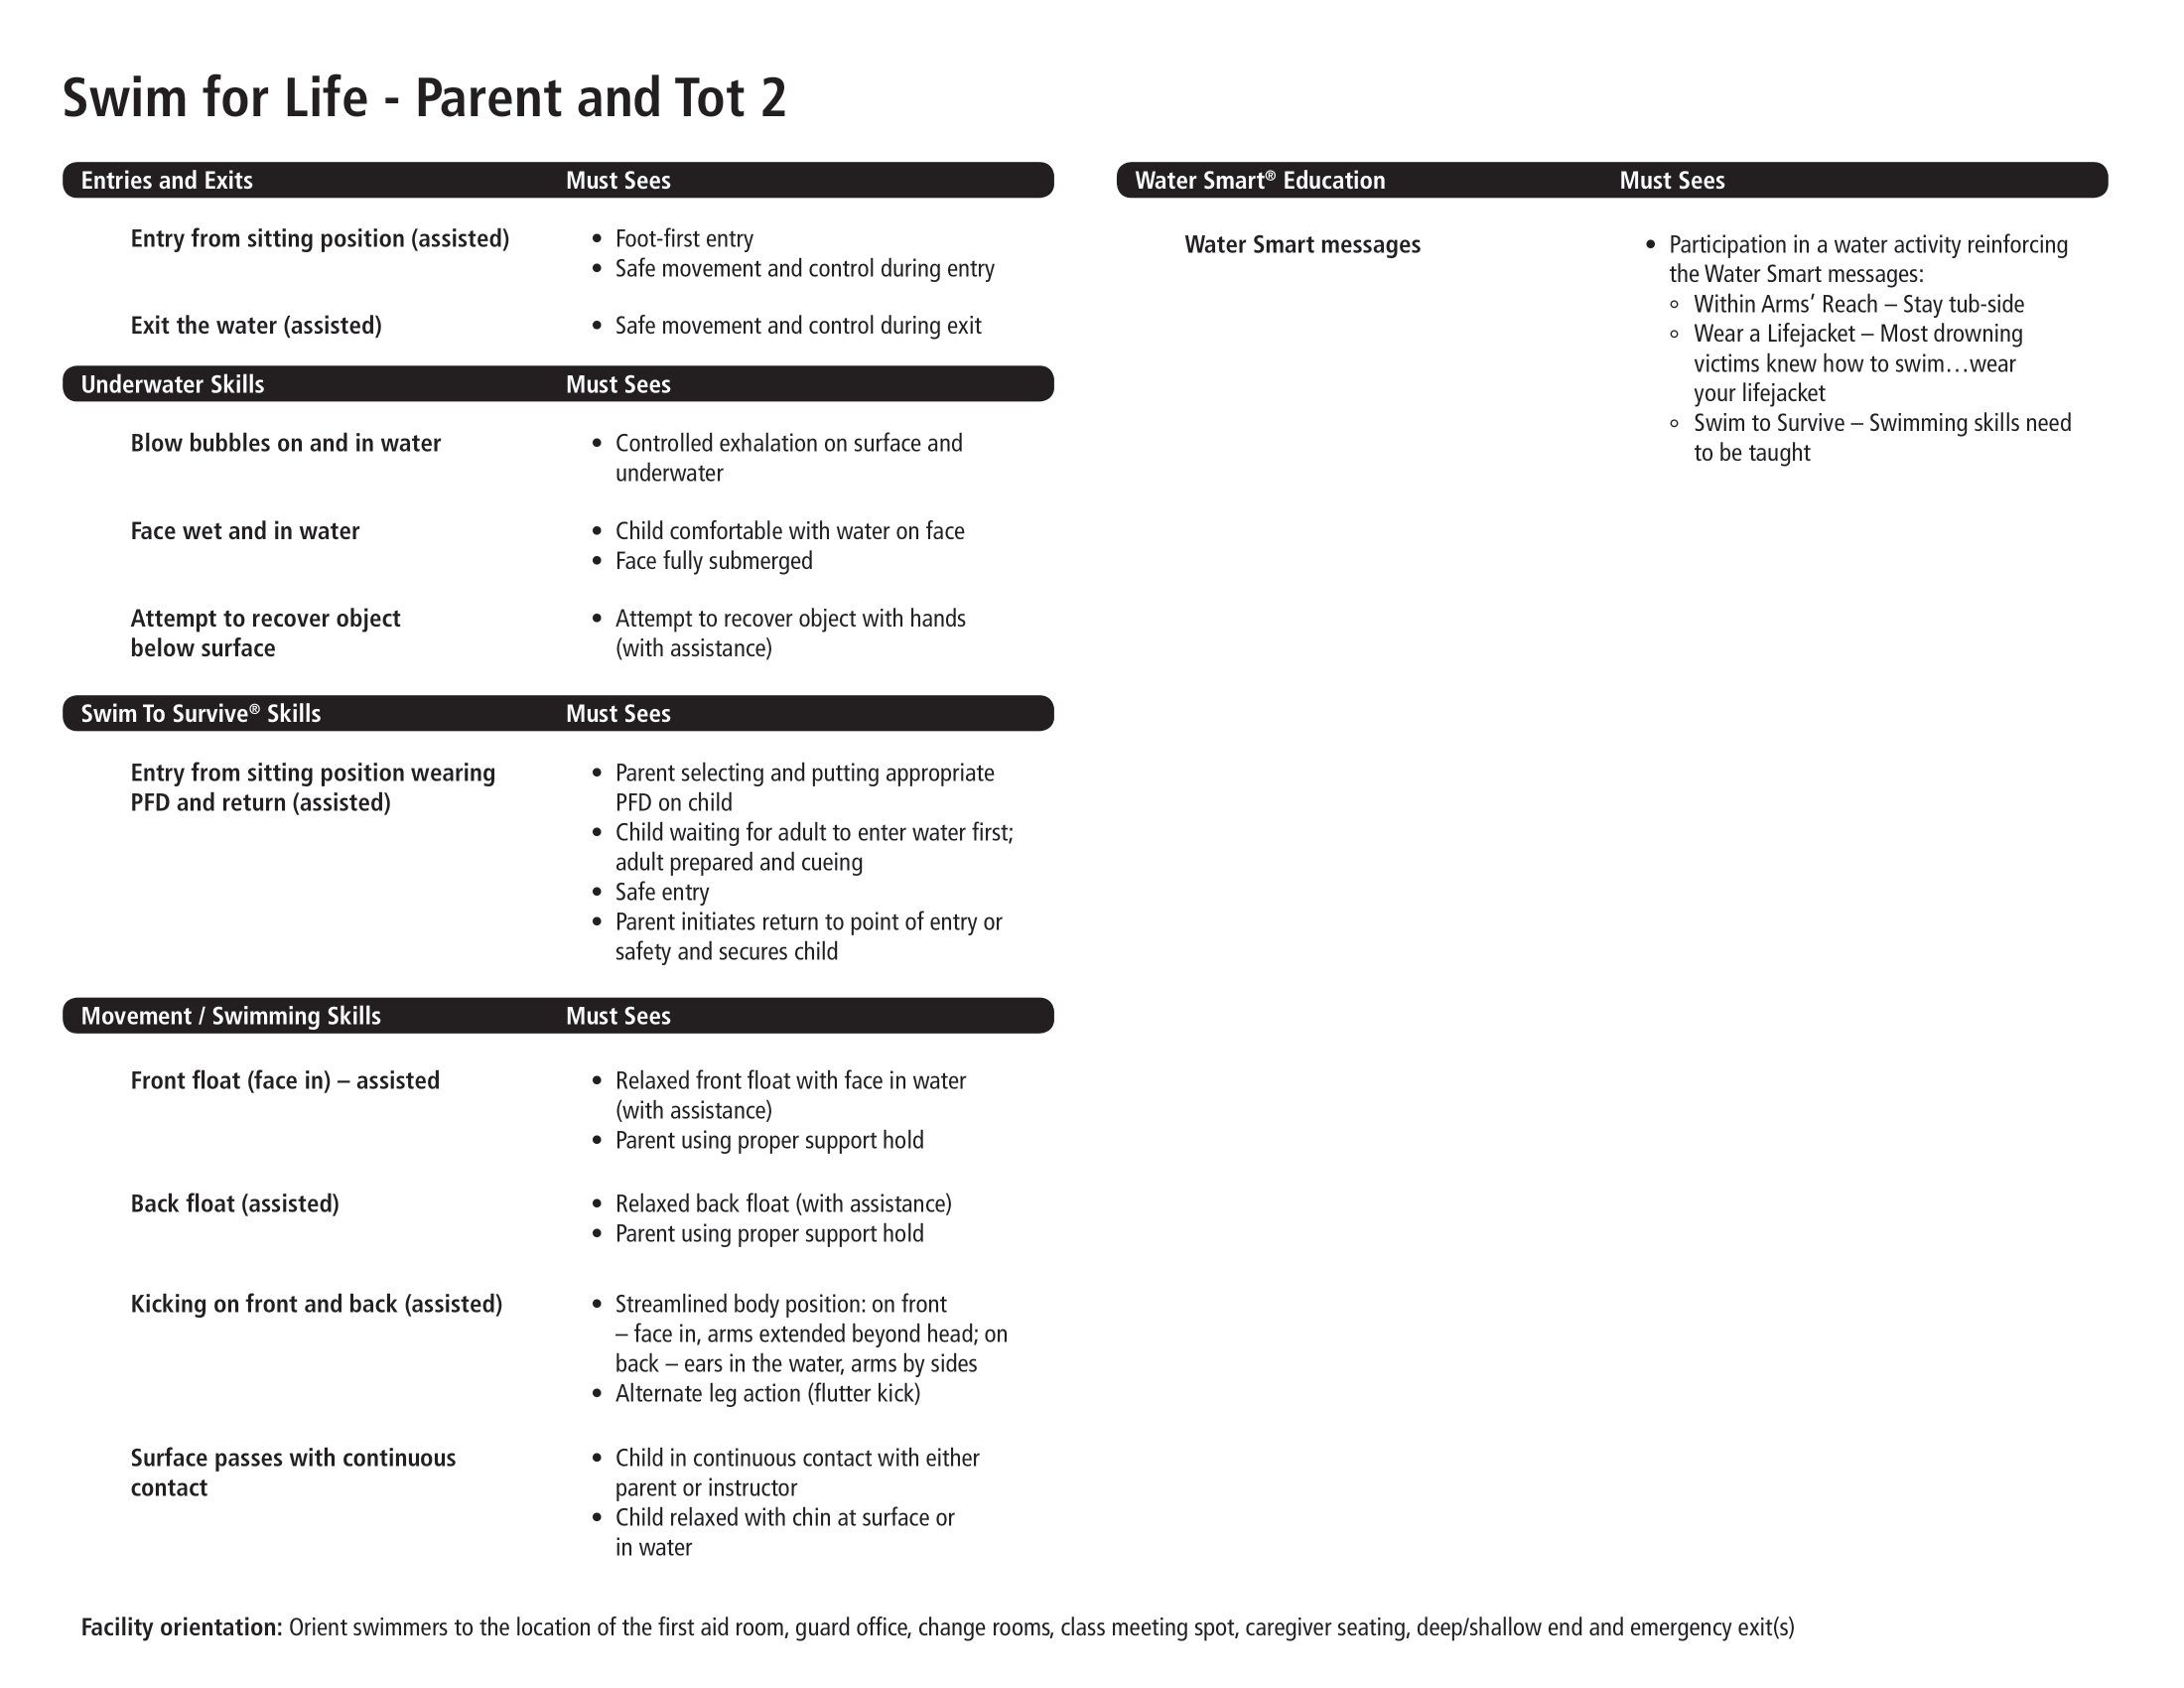 Swim for Life - Parent and Tot 2
Entries and Exits Must Sees
Entry from sitting position (assisted) • Foot-first entry
• Safe movement and control during entry
Exit the water (assisted) • Safe movement and control during exit
Underwater Skills Must Sees
Blow bubbles on and in water • Controlled exhalation on surface and
underwater
Face wet and in water • Child comfortable with water on face
• Face fully submerged
Attempt to recover object • Attempt to recover object with hands
below surface (with assistance)
Swim To Survive® Skills Must Sees
Entry from sitting position wearing • Parent selecting and putting appropriate
PFD and return (assisted) PFD on child
• Child waiting for adult to enter water first;
adult prepared and cueing
• Safe entry
• Parent initiates return to point of entry or
safety and secures child
Movement / Swimming Skills Must Sees
Front float (face in) – assisted • Relaxed front float with face in water
(with assistance)
• Parent using proper support hold
Back float (assisted) • Relaxed back float (with assistance)
• Parent using proper support hold
Kicking on front and back (assisted) • Streamlined body position: on front
– face in, arms extended beyond head; on
back – ears in the water, arms by sides
• Alternate leg action (flutter kick)
Surface passes with continuous • Child in continuous contact with either
contact parent or instructor
• Child relaxed with chin at surface or
in water
Water Smart® Education Must Sees
Water Smart messages • Participation in a water activity reinforcing
the Water Smart messages:
◦ Within Arms’ Reach – Stay tub-side
◦ Wear a Lifejacket – Most drowning
victims knew how to swim…wear
your lifejacket
◦ Swim to Survive – Swimming skills need
to be taught
Facility orientation: Orient swimmers to the location of the first aid room, guard office, change rooms, class meeting spot, caregiver seating, deep/shallow end and emergency exit(s)